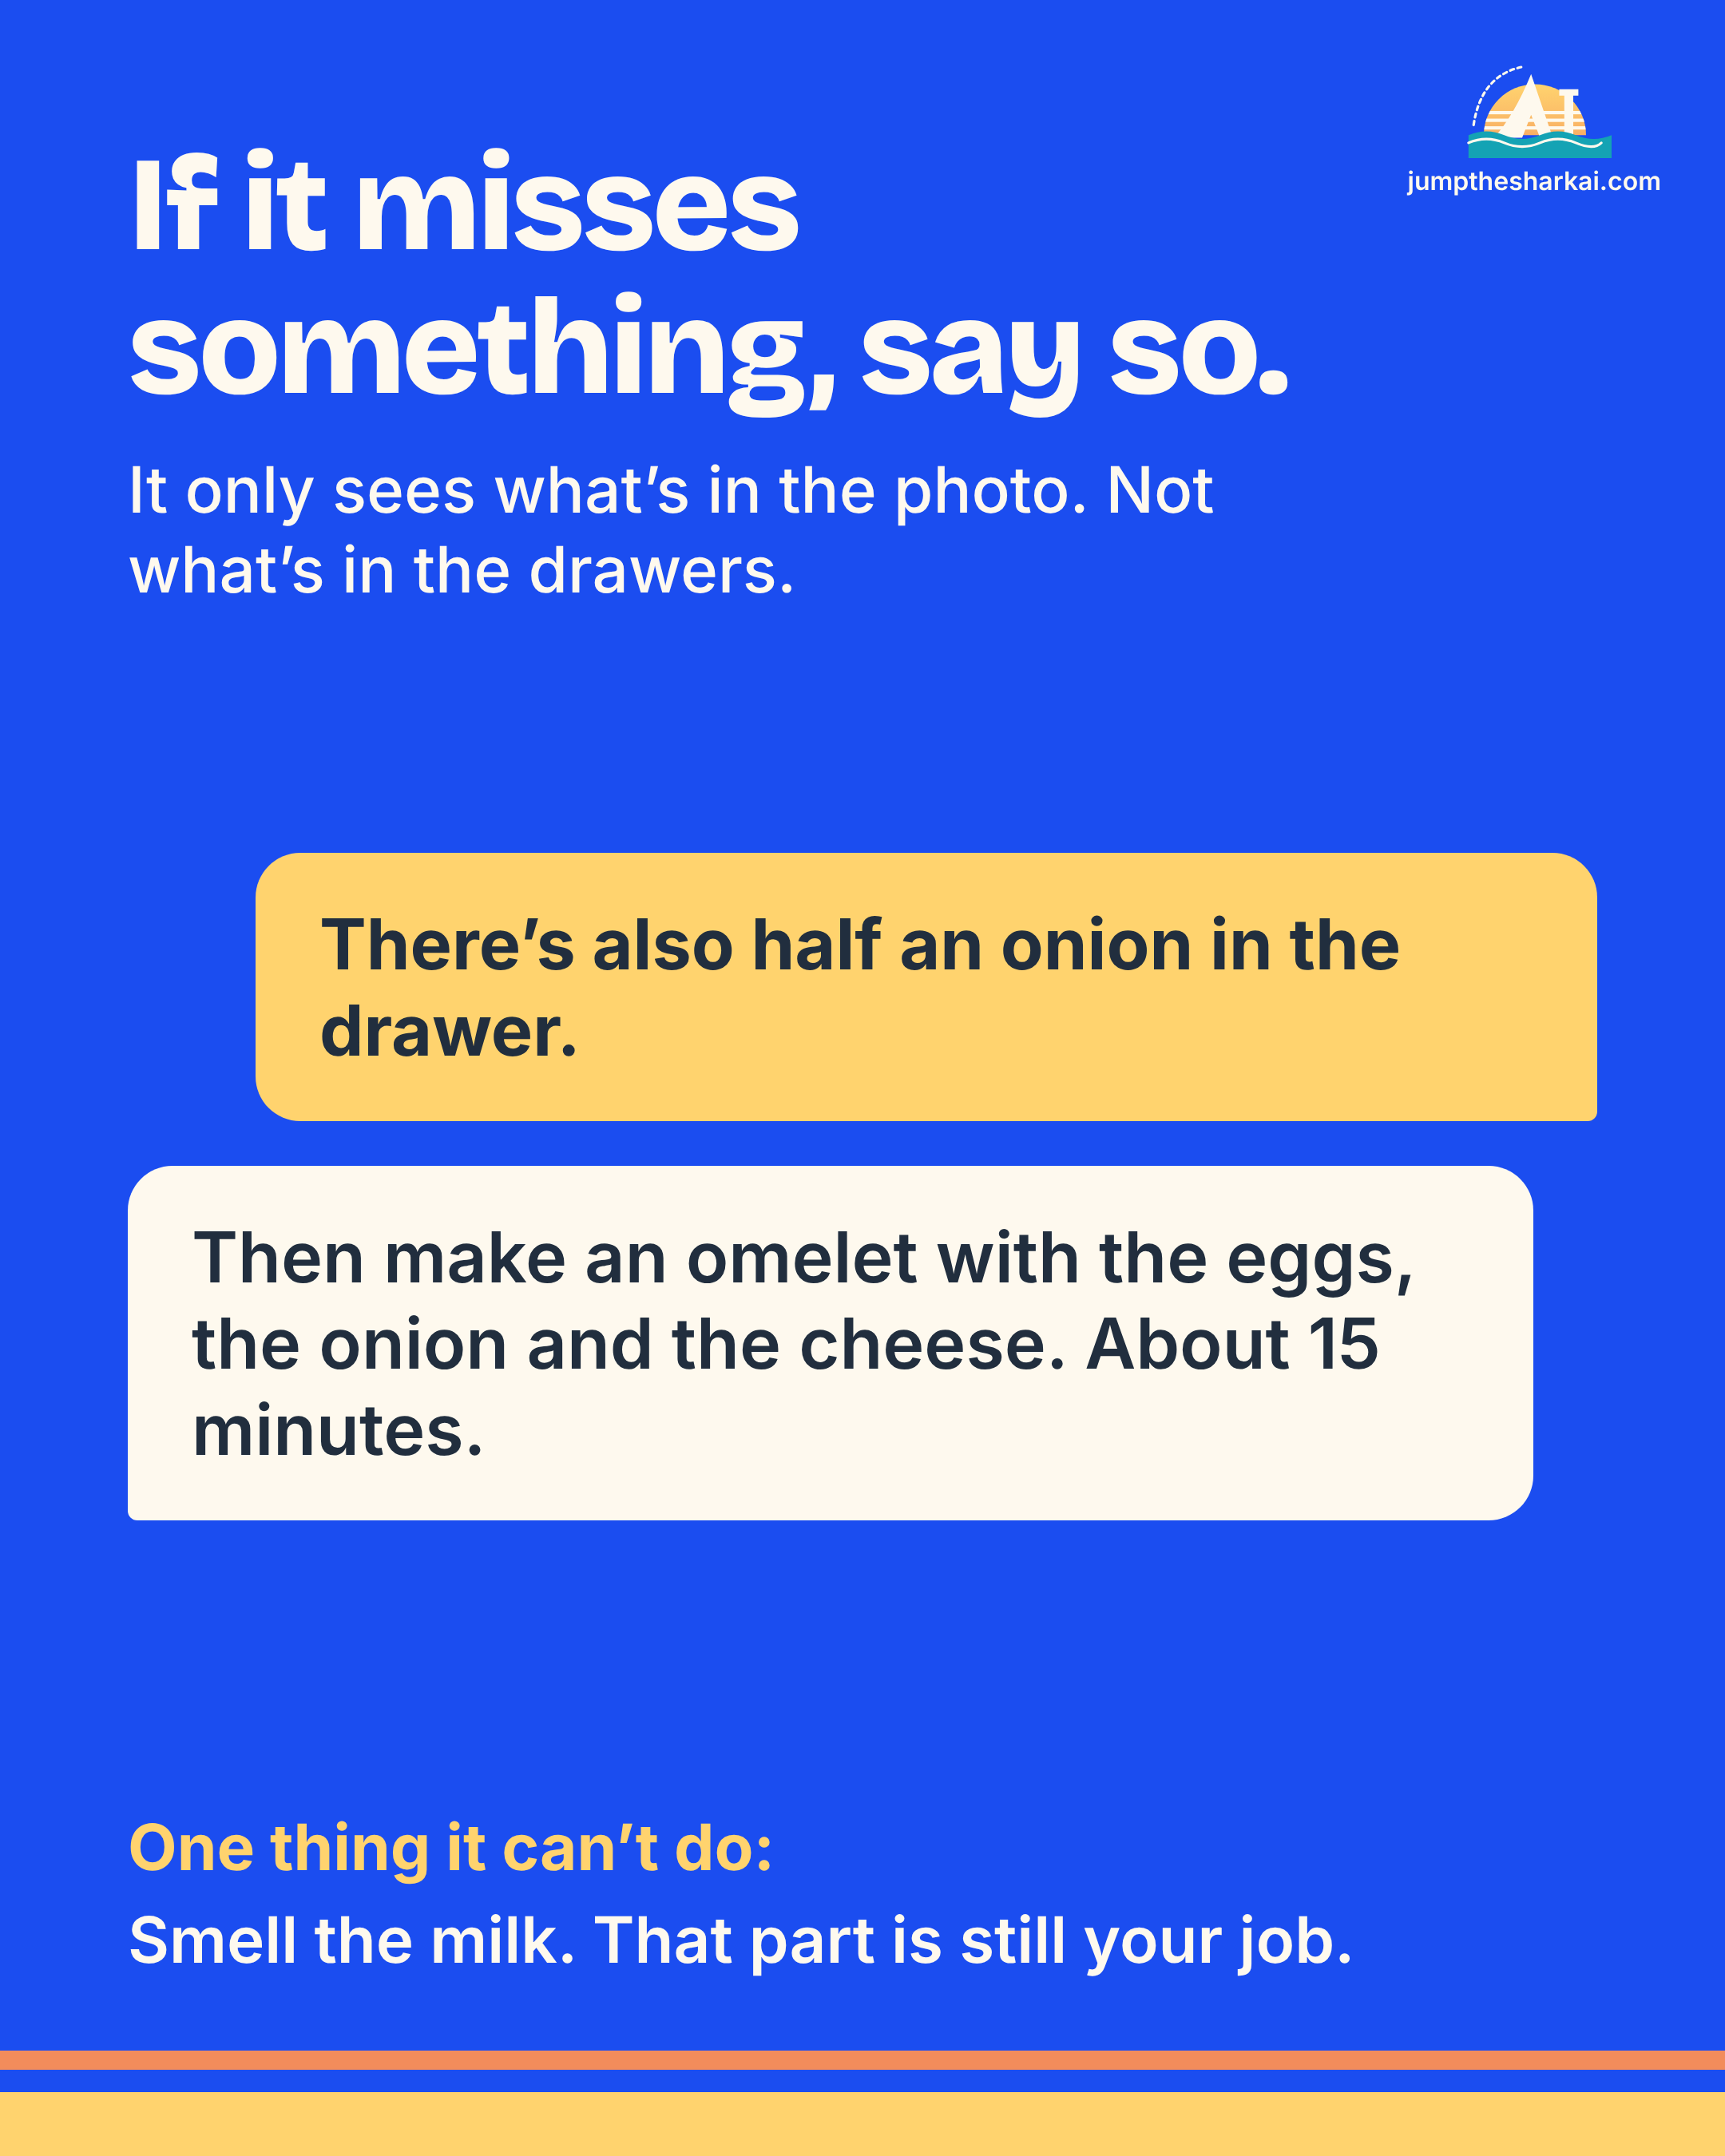 AI
jumpthesharkai.com
If it misses
something, say so.
It only sees what’s in the photo. Not
what’s in the drawers.
There’s also half an onion in the
drawer.
Then make an omelet with the eggs,
the onion and the cheese. About 15
minutes.
One thing it can’t do:
Smell the milk. That part is still your job.